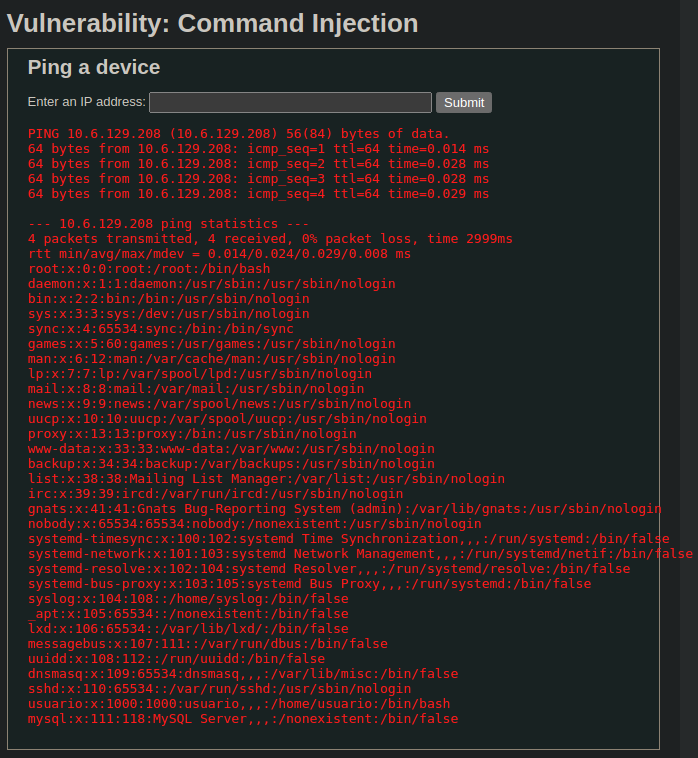 Vulnerability: Command Injection
Ping a device
Enter an IP address: Submit
PING 10.6.129.208 (10.6.129.208) 56(84) bytes of data.
64 bytes from 10.6.129.208: icmp_seq=1 ttl=64 time=0.014 ms
64 bytes from 10.6.129.208: icmp_seq=2 ttl=64 time=0.028 ms
64 bytes from 10.6.129.208: icmp_seq=3 ttl=64 time=0.028 ms
64 bytes from 10.6.129.208: icmp_seq=4 ttl=64 time=0.029 ms
--- 10.6.129.208 ping statistics ---
4 packets transmitted, 4 received, 0% packet loss, time 2999ms
rtt min/avg/max/mdev = 0.014/0.024/0.029/0.008 ms
root:x:0:0:root:/root:/bin/bash
daemon:x:1:1:daemon:/usr/sbin:/usr/sbin/nologin
bin:x:2:2:bin:/bin:/usr/sbin/nologin
sys:x:3:3:sys:/dev:/usr/sbin/nologin
sync:x:4:65534:sync:/bin:/bin/sync
games:x:5:60:games:/usr/games:/usr/sbin/nologin
man:x:6:12:man:/var/cache/man:/usr/sbin/nologin
lp:x:7:7:lp:/var/spool/lpd:/usr/sbin/nologin
mail:x:8:8:mail:/var/mail:/usr/sbin/nologin
news:x:9:9:news:/var/spool/news:/usr/sbin/nologin
uucp:x:10:10:uucp:/var/spool/uucp:/usr/sbin/nologin
proxy:x:13:13:proxy:/bin:/usr/sbin/nologin
www-data:x:33:33:www-data:/var/www:/usr/sbin/nologin
backup:x:34:34:backup:/var/backups:/usr/sbin/nologin
list:x:38:38:Mailing List Manager:/var/list:/usr/sbin/nologin
irc:x:39:39:ircd:/var/run/ircd:/usr/sbin/nologin
gnats:x:41:41:Gnats Bug-Reporting System (admin):/var/lib/gnats:/usr/sbin/nologin
nobody:x:65534:65534:nobody:/nonexistent:/usr/sbin/nologin
systemd-timesync:x:100:102:systemd Time Synchronization,,,:/run/systemd:/bin/false
systemd-network:x:101:103:systemd Network Management,,,:/run/systemd/netif:/bin/false
systemd-resolve:x:102:104:systemd Resolver,,,:/run/systemd/resolve:/bin/false
systemd-bus-proxy:x:103:105:systemd Bus Proxy,,,:/run/systemd:/bin/false
syslog:x:104:108::/home/syslog:/bin/false
_apt:x:105:65534::/nonexistent:/bin/false
lxd:x:106:65534::/var/lib/lxd/:/bin/false
messagebus:x:107:111::/var/run/dbus:/bin/false
uuidd:x:108:112::/run/uuidd:/bin/false
dnsmasq:x:109:65534:dnsmasq,,,:/var/lib/misc:/bin/false
sshd:x:110:65534::/var/run/sshd:/usr/sbin/nologin
usuario:x:1000:1000:usuario,,,:/home/usuario:/bin/bash
mysql:x:111:118:MySQL Server,,,:/nonexistent:/bin/false